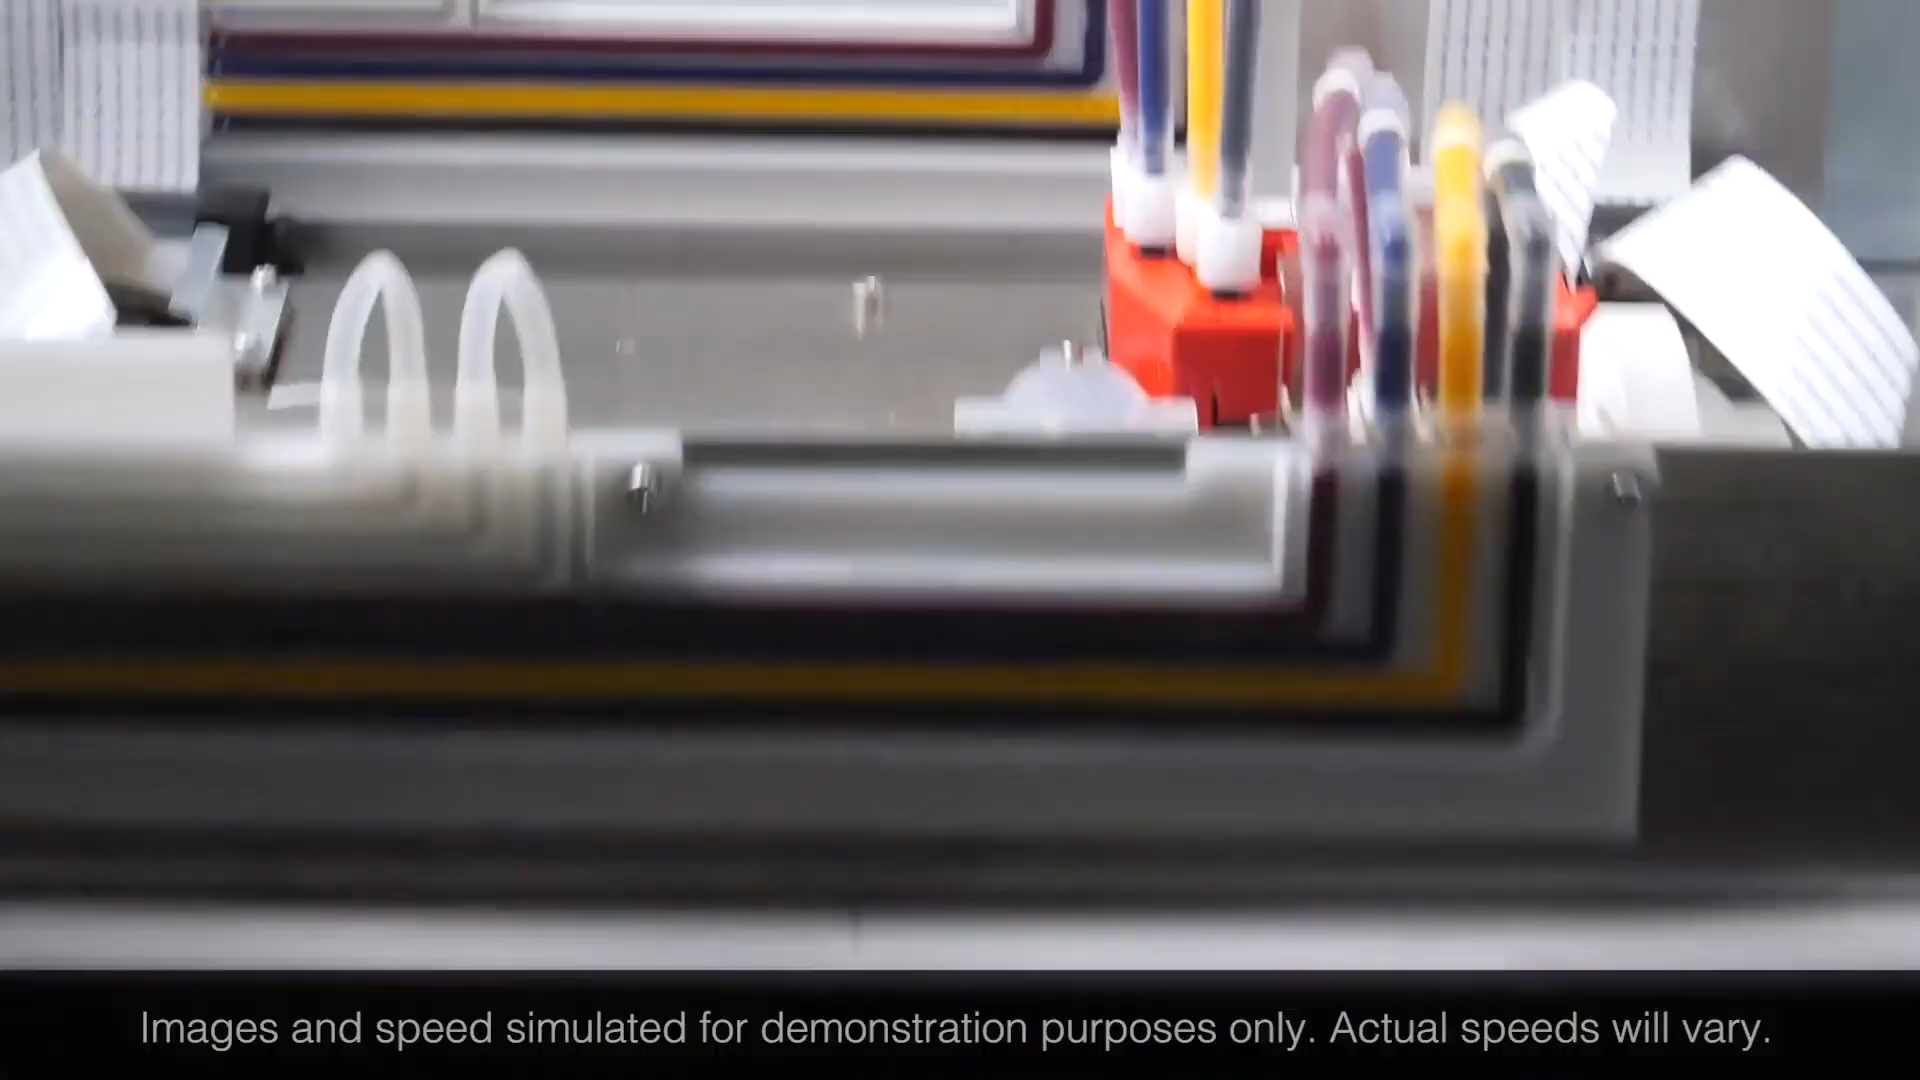 Images and speed simulated for demonstration purposes only. Actual speeds will vary.